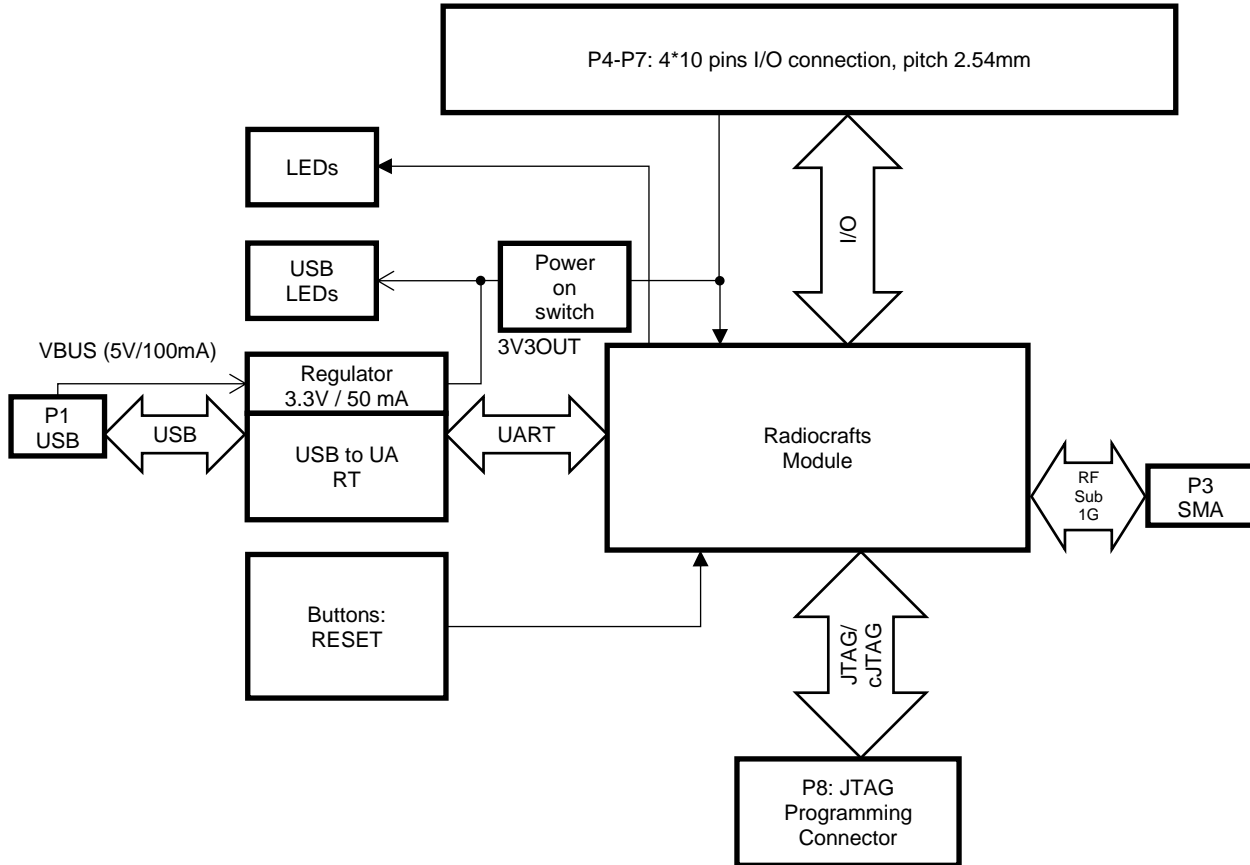 P4-P7: 4*10 pins I/O connection, pitch 2.54mm
LEDs
I/O
USB
LEDs
Power
on
switch
3V3OUT
VBUS (5V/100mA)
Regulator
3.3V / 50 mA
P1
USB
USB
USB to UA
RT
UART
Radiocrafts
Module
RF
Sub
1G
P3
SMA
Buttons:
RESET
JTAG/
cJTAG
P8: JTAG
Programming
Connector